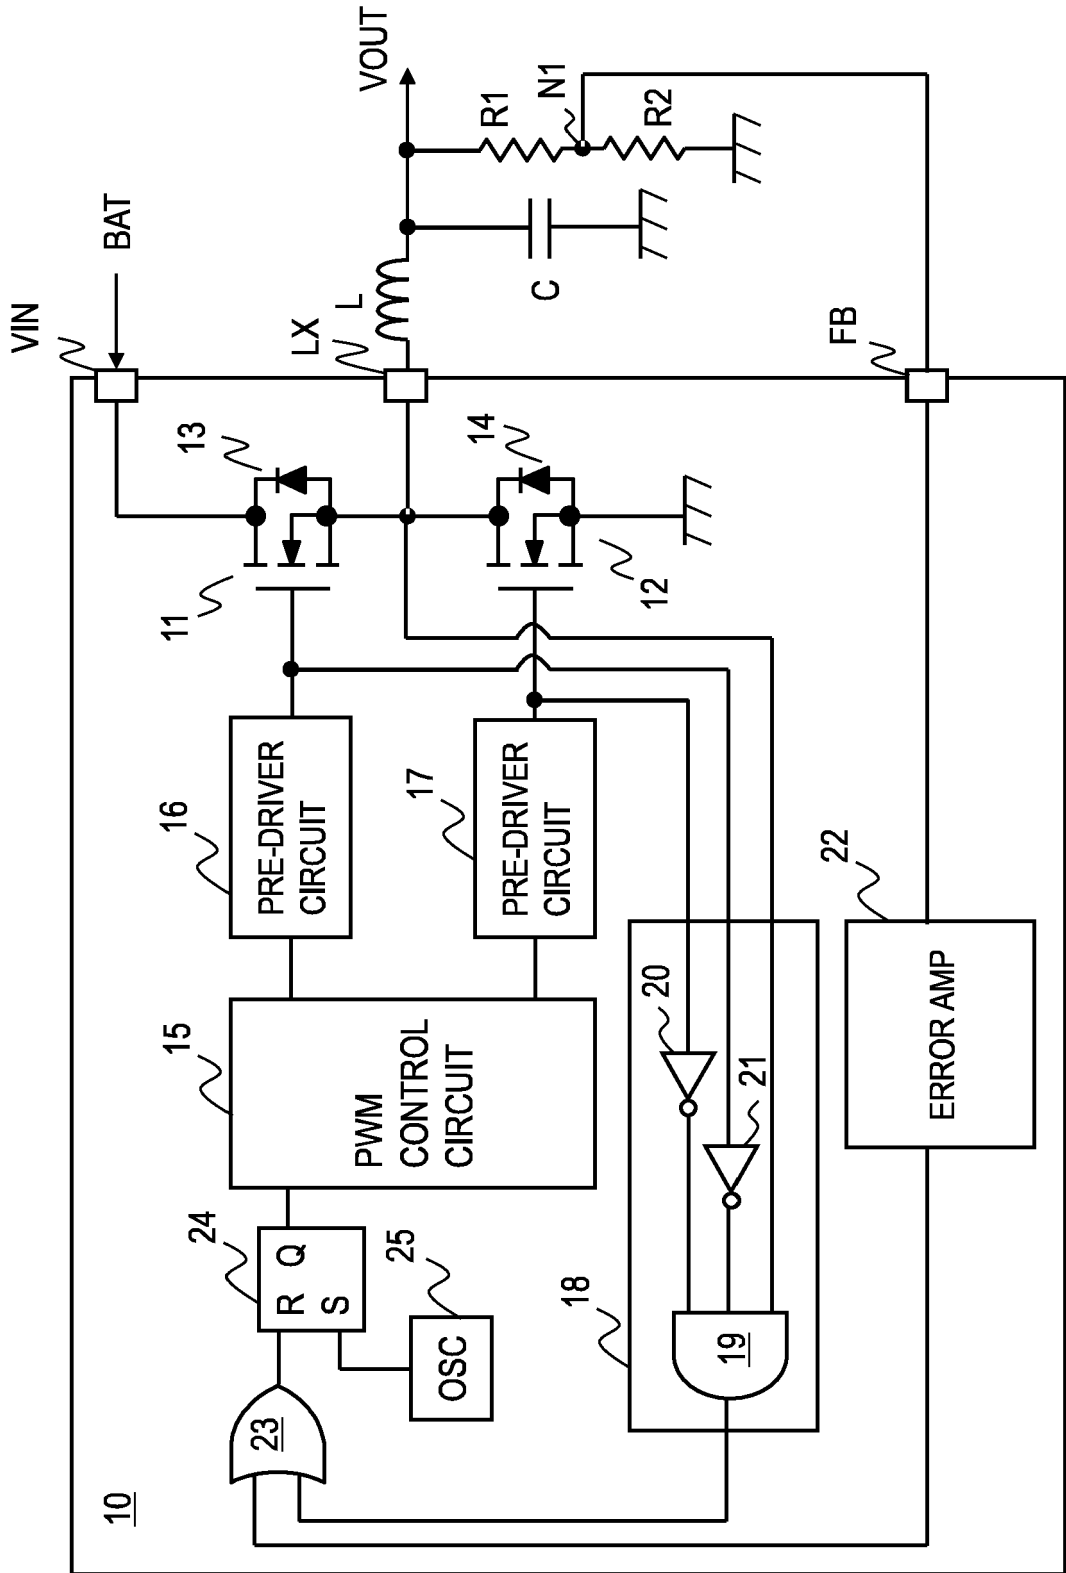 10
VIN
BAT
VOUT
LX
L
C
R1
N1
R2
FB
11
13
14
12
16
PRE-DRIVER
CIRCUIT
17
PRE-DRIVER
CIRCUIT
15
PWM
CONTROL
CIRCUIT
24
R Q
S
25
OSC
23
18
19
20
21
22
ERROR AMP